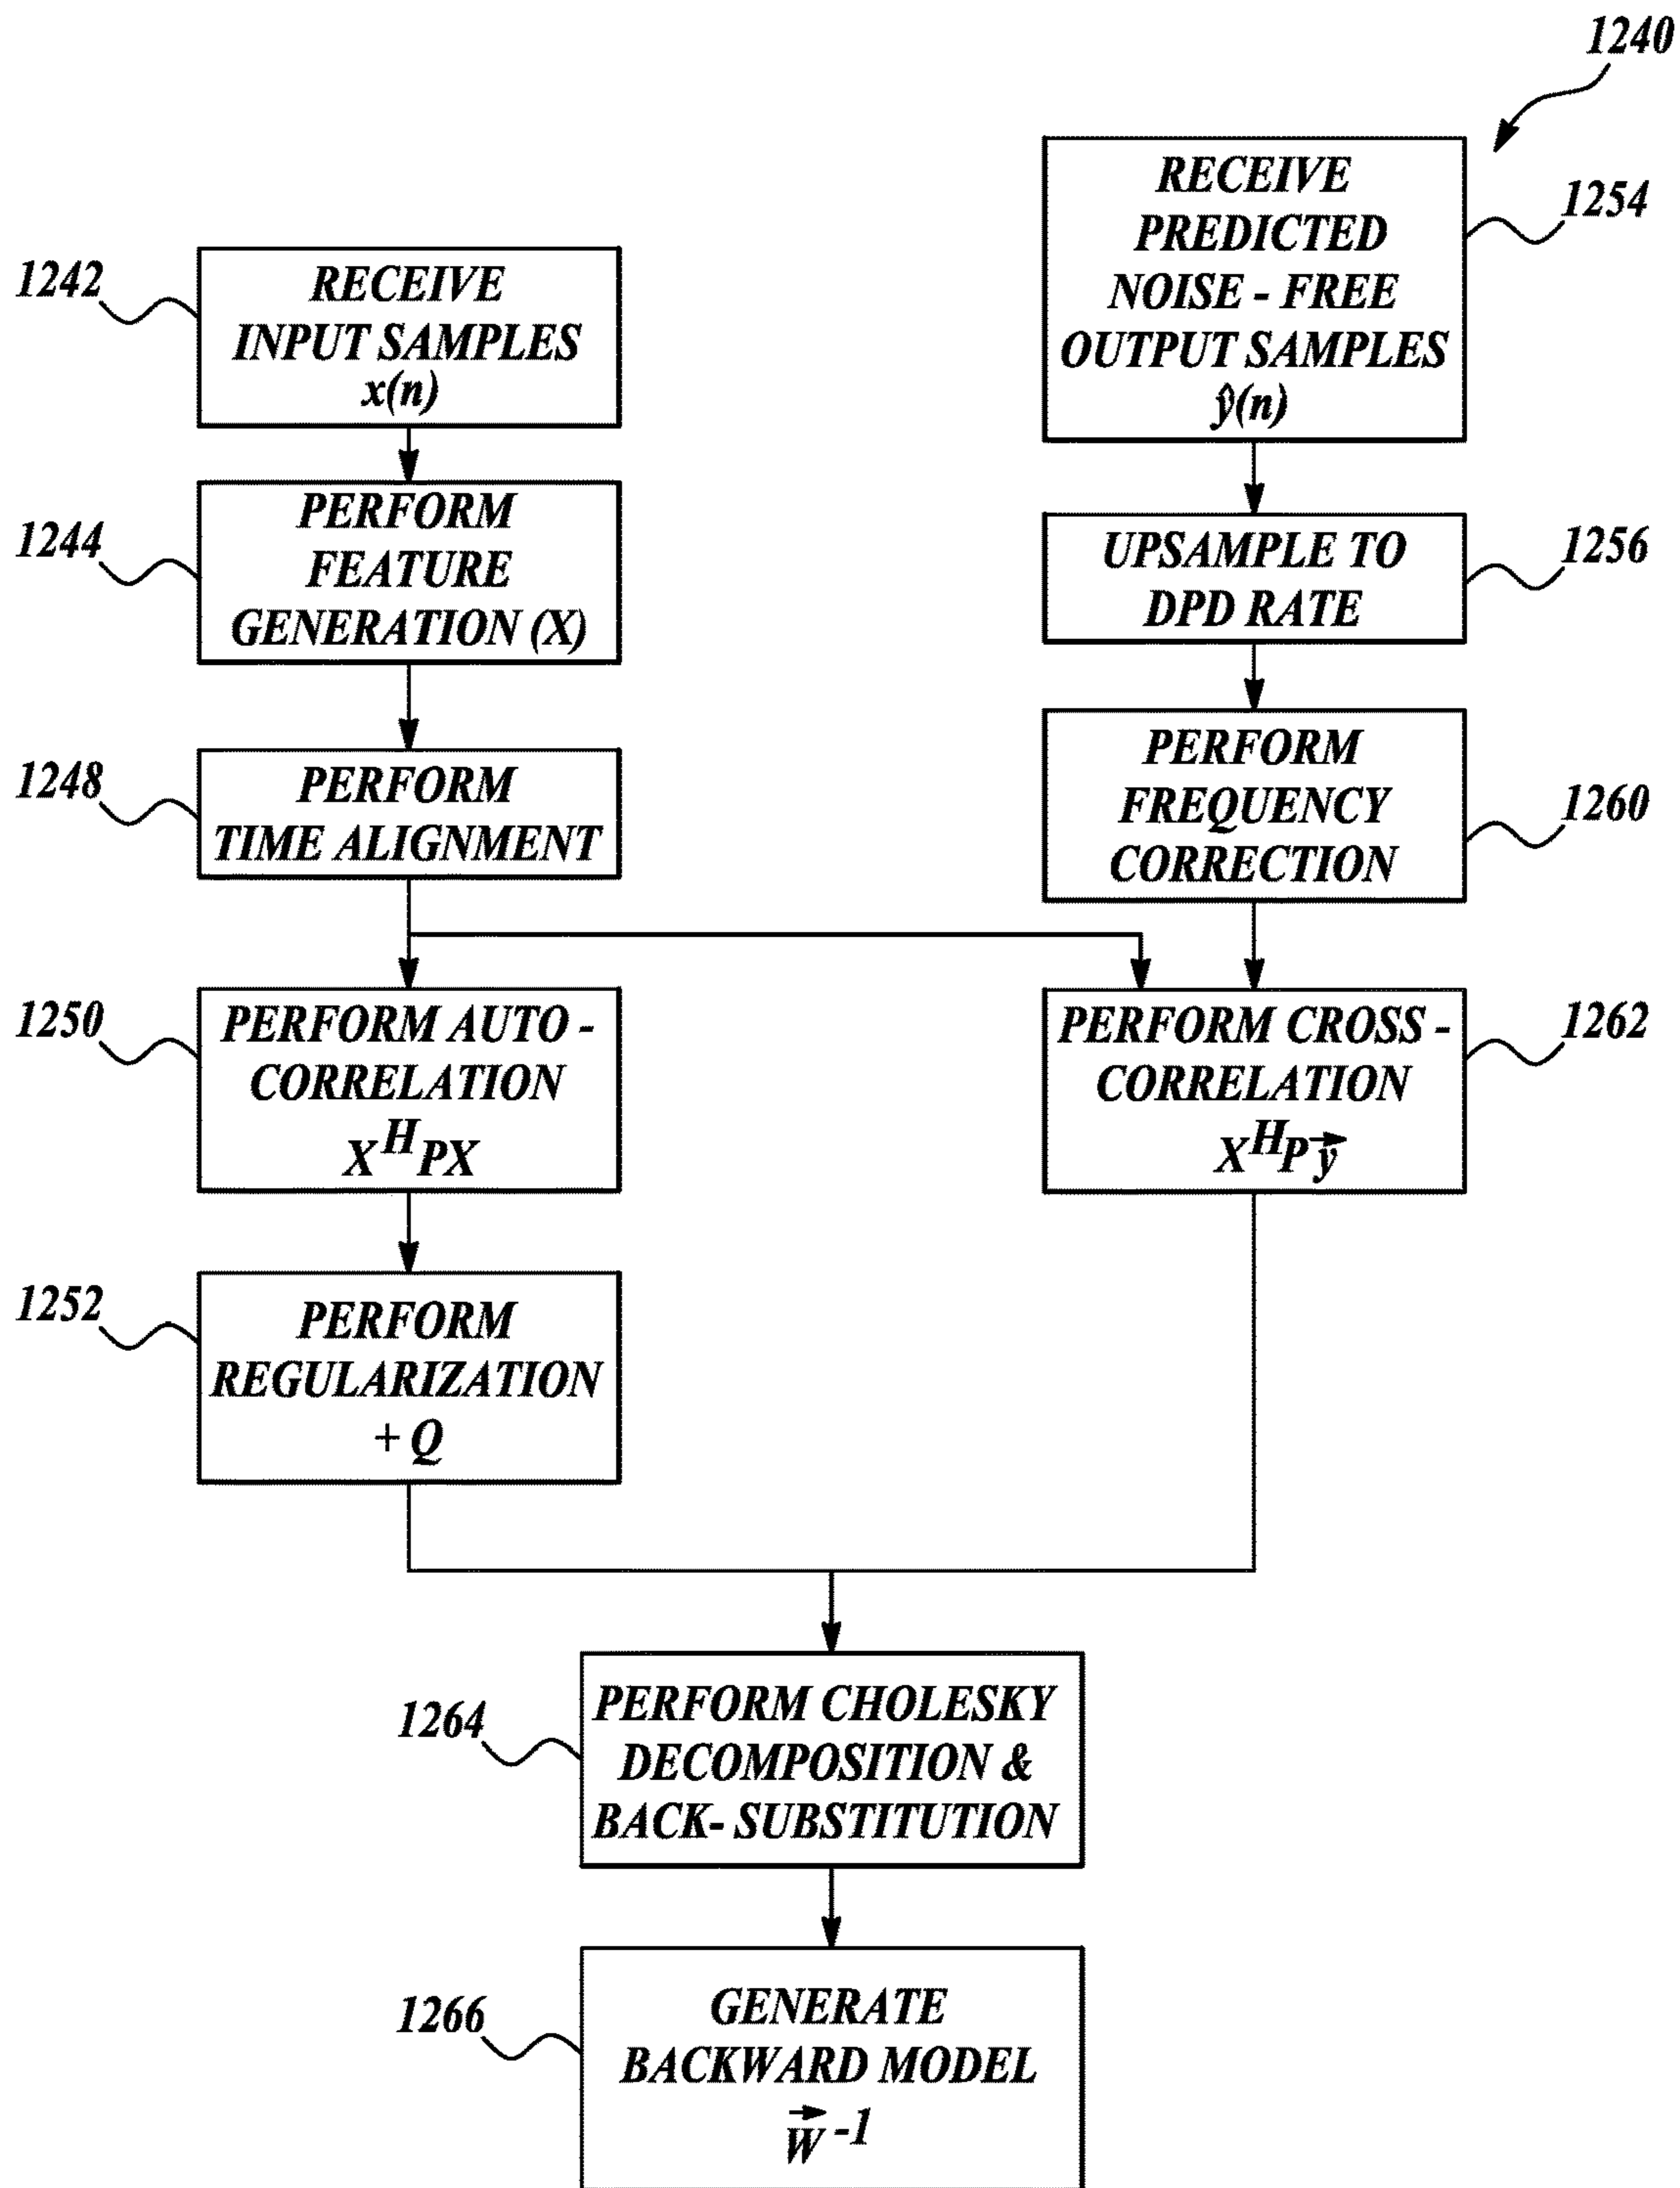 1240
1242
RECEIVE
INPUT SAMPLES
x(n)
1244
PERFORM
FEATURE
GENERATION (X)
1248
PERFORM
TIME ALIGNMENT
1250
PERFORM AUTO -
CORRELATION
X^H PX
1252
PERFORM
REGULARIZATION
+ Q
RECEIVE
PREDICTED
NOISE - FREE
OUTPUT SAMPLES
ŷ(n)
1254
UPSAMPLE TO
DPD RATE
1256
PERFORM
FREQUENCY
CORRECTION
1260
PERFORM CROSS -
CORRELATION
X^H P y⃗
1262
1264
PERFORM CHOLESKY
DECOMPOSITION &
BACK- SUBSTITUTION
1266
GENERATE
BACKWARD MODEL
W⃗ -1